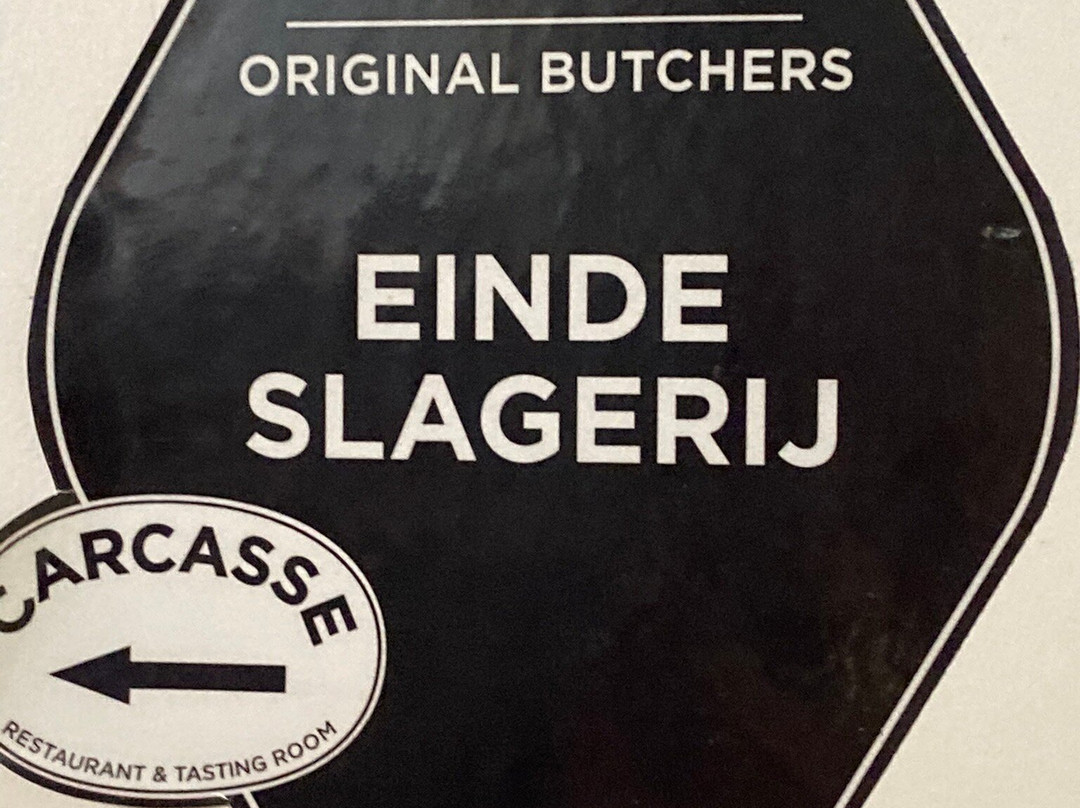 ORIGINAL BUTCHERS
EINDE
SLAGERIJ
CARCASSE
RESTAURANT & TASTING ROOM